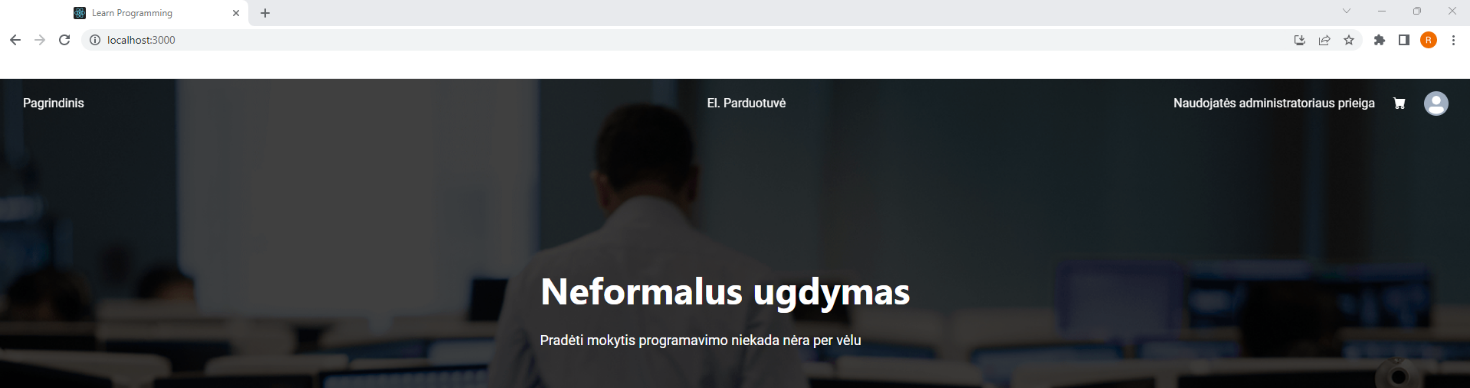 Learn Programming
localhost:3000
R
Pagrindinis
El. Parduotuvė
Naudojatės administratoriaus prieiga
Neformalus ugdymas
Pradėti mokytis programavimo niekada nėra per vėlu